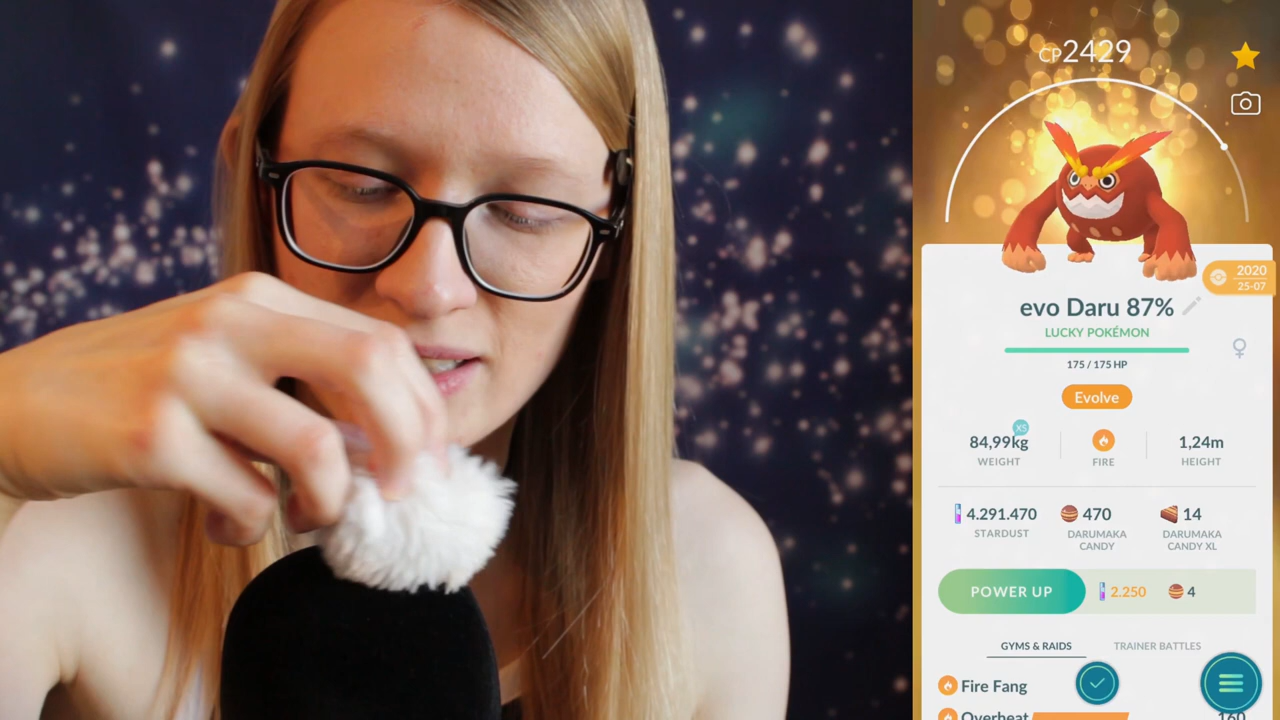 CP2429
2020
25-07
evo Daru 87%
LUCKY POKÉMON
175 / 175 HP
Evolve
XS
84,99kg
WEIGHT
FIRE
1,24m
HEIGHT
4.291.470
STARDUST
470
DARUMAKA
CANDY
14
DARUMAKA
CANDY XL
POWER UP
2.250
4
GYMS & RAIDS
TRAINER BATTLES
Fire Fang
Overheat
160